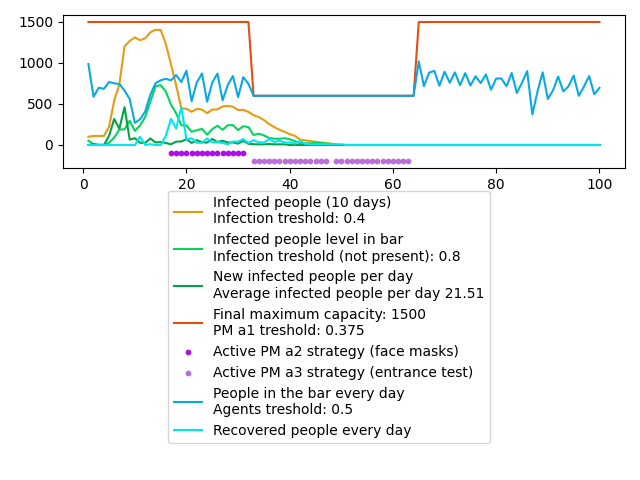 1500
1000
500
0
0 20 40 60 80 100
Infected people (10 days)
Infection treshold: 0.4
Infected people level in bar
Infection treshold (not present): 0.8
New infected people per day
Average infected people per day 21.51
Final maximum capacity: 1500
PM a1 treshold: 0.375
Active PM a2 strategy (face masks)
Active PM a3 strategy (entrance test)
People in the bar every day
Agents treshold: 0.5
Recovered people every day